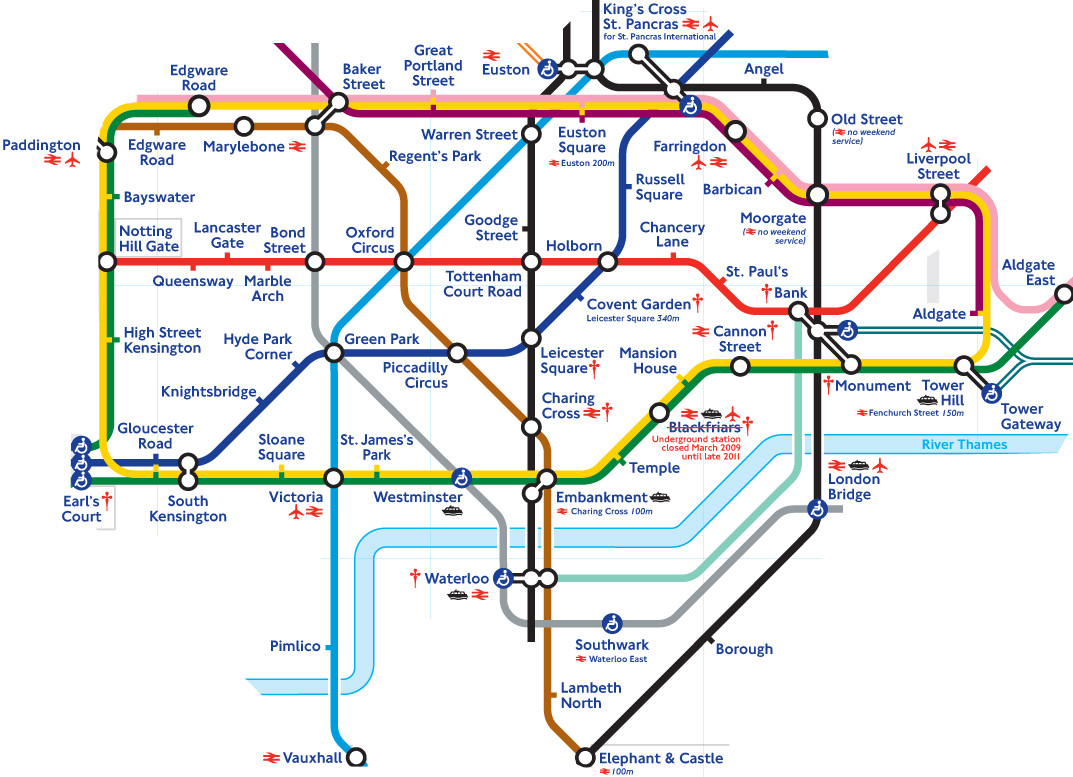 King's Cross
St. Pancras
for St. Pancras International
Euston
Great
Portland
Street
Edgware
Road
Baker
Street
Angel
Old Street
(no weekend
service)
Warren Street
Euston
Square
Euston 200m
Farringdon
Liverpool
Street
Paddington
Edgware
Road
Marylebone
Regent's Park
Barbican
Russell
Square
Bayswater
Moorgate
(no weekend
service)
Notting
Hill Gate
Lancaster
Gate
Bond
Street
Oxford
Circus
Goodge
Street
Holborn
Chancery
Lane
Queensway
Marble
Arch
Tottenham
Court Road
St. Paul's
Bank
Aldgate
East
Covent Garden
Leicester Square 340m
Aldgate
High Street
Kensington
Hyde Park
Corner
Green Park
Piccadilly
Circus
Leicester
Square
Mansion
House
Cannon
Street
Monument
Tower
Hill
Fenchurch Street 150m
Tower
Gateway
Knightsbridge
Charing
Cross
Blackfriars
Underground station
closed March 2009
until late 2011
River Thames
Gloucester
Road
Sloane
Square
St. James's
Park
Temple
London
Bridge
Earl's
Court
South
Kensington
Victoria
Westminster
Embankment
Charing Cross 100m
Waterloo
Southwark
Waterloo East
Pimlico
Borough
Lambeth
North
Vauxhall
Elephant & Castle
100m